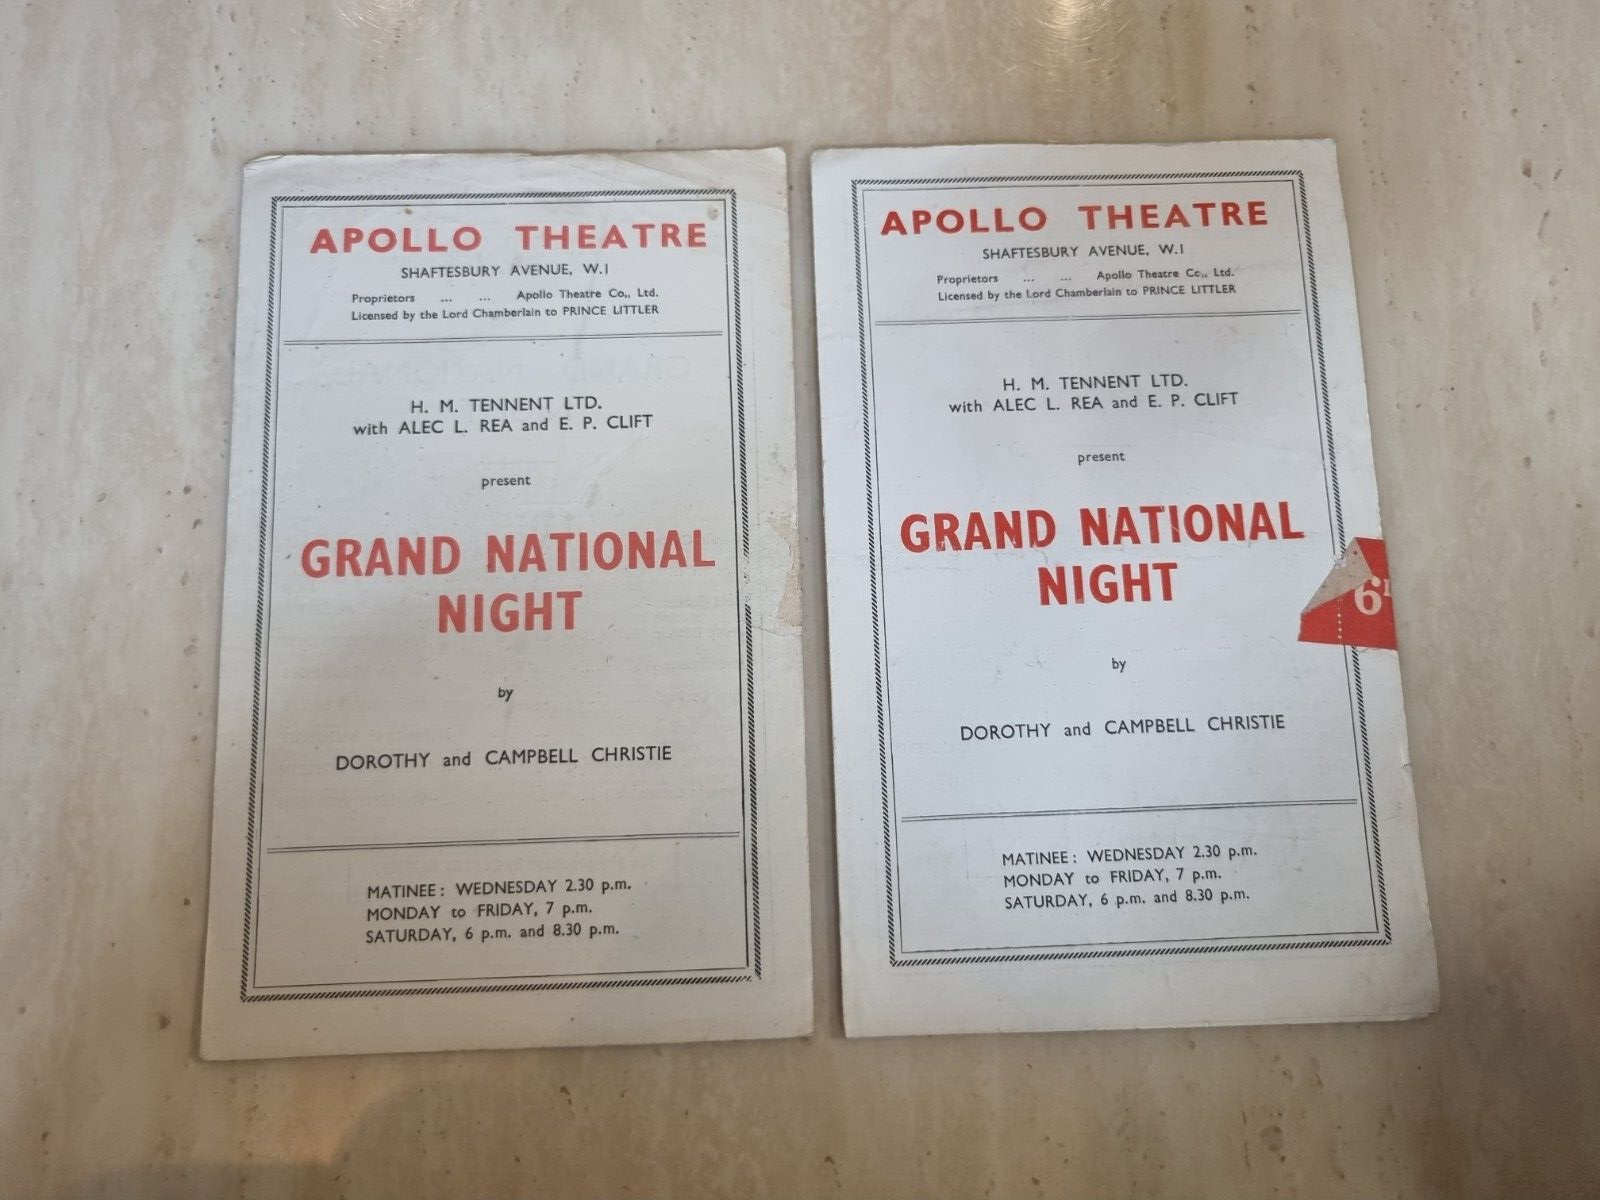 APOLLO THEATRE
SHAFTESBURY AVENUE, W.1
Proprietors ... ... Apollo Theatre Co., Ltd.
Licensed by the Lord Chamberlain to PRINCE LITTLER
H. M. TENNENT LTD.
with ALEC L. REA and E. P. CLIFT
present
GRAND NATIONAL
NIGHT
by
DOROTHY and CAMPBELL CHRISTIE
MATINEE: WEDNESDAY 2.30 p.m.
MONDAY to FRIDAY, 7 p.m.
SATURDAY, 6 p.m. and 8.30 p.m.
APOLLO THEATRE
SHAFTESBURY AVENUE, W.1
Proprietors ... ... Apollo Theatre Co., Ltd.
Licensed by the Lord Chamberlain to PRINCE LITTLER
H. M. TENNENT LTD.
with ALEC L. REA and E. P. CLIFT
present
GRAND NATIONAL
NIGHT
6D
by
DOROTHY and CAMPBELL CHRISTIE
MATINEE: WEDNESDAY 2.30 p.m.
MONDAY to FRIDAY, 7 p.m.
SATURDAY, 6 p.m. and 8.30 p.m.